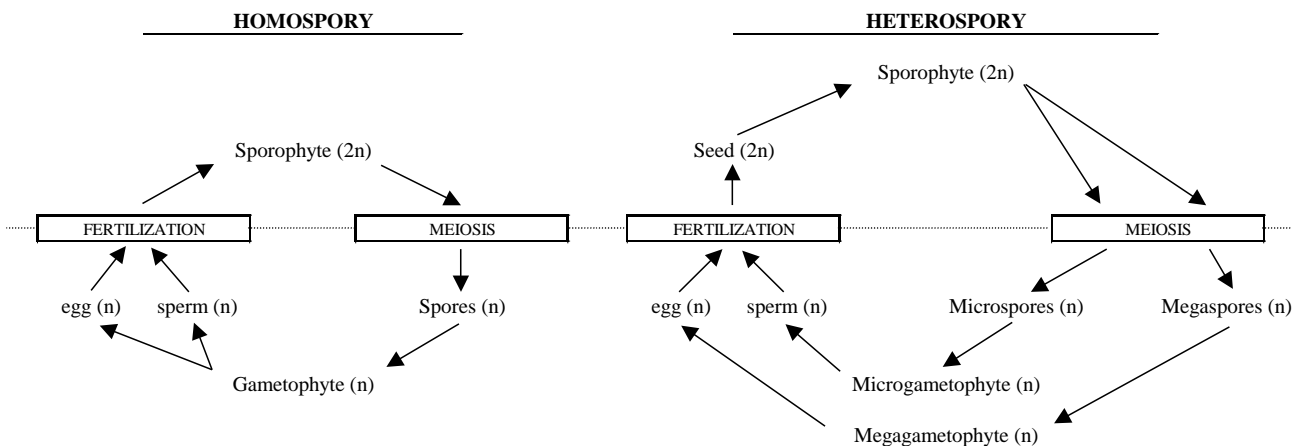 HOMOSPORY
Sporophyte (2n)
FERTILIZATION
MEIOSIS
egg (n)
sperm (n)
Spores (n)
Gametophyte (n)
HETEROSPORY
Sporophyte (2n)
Seed (2n)
FERTILIZATION
MEIOSIS
egg (n)
sperm (n)
Microspores (n)
Megaspores (n)
Microgametophyte (n)
Megagametophyte (n)